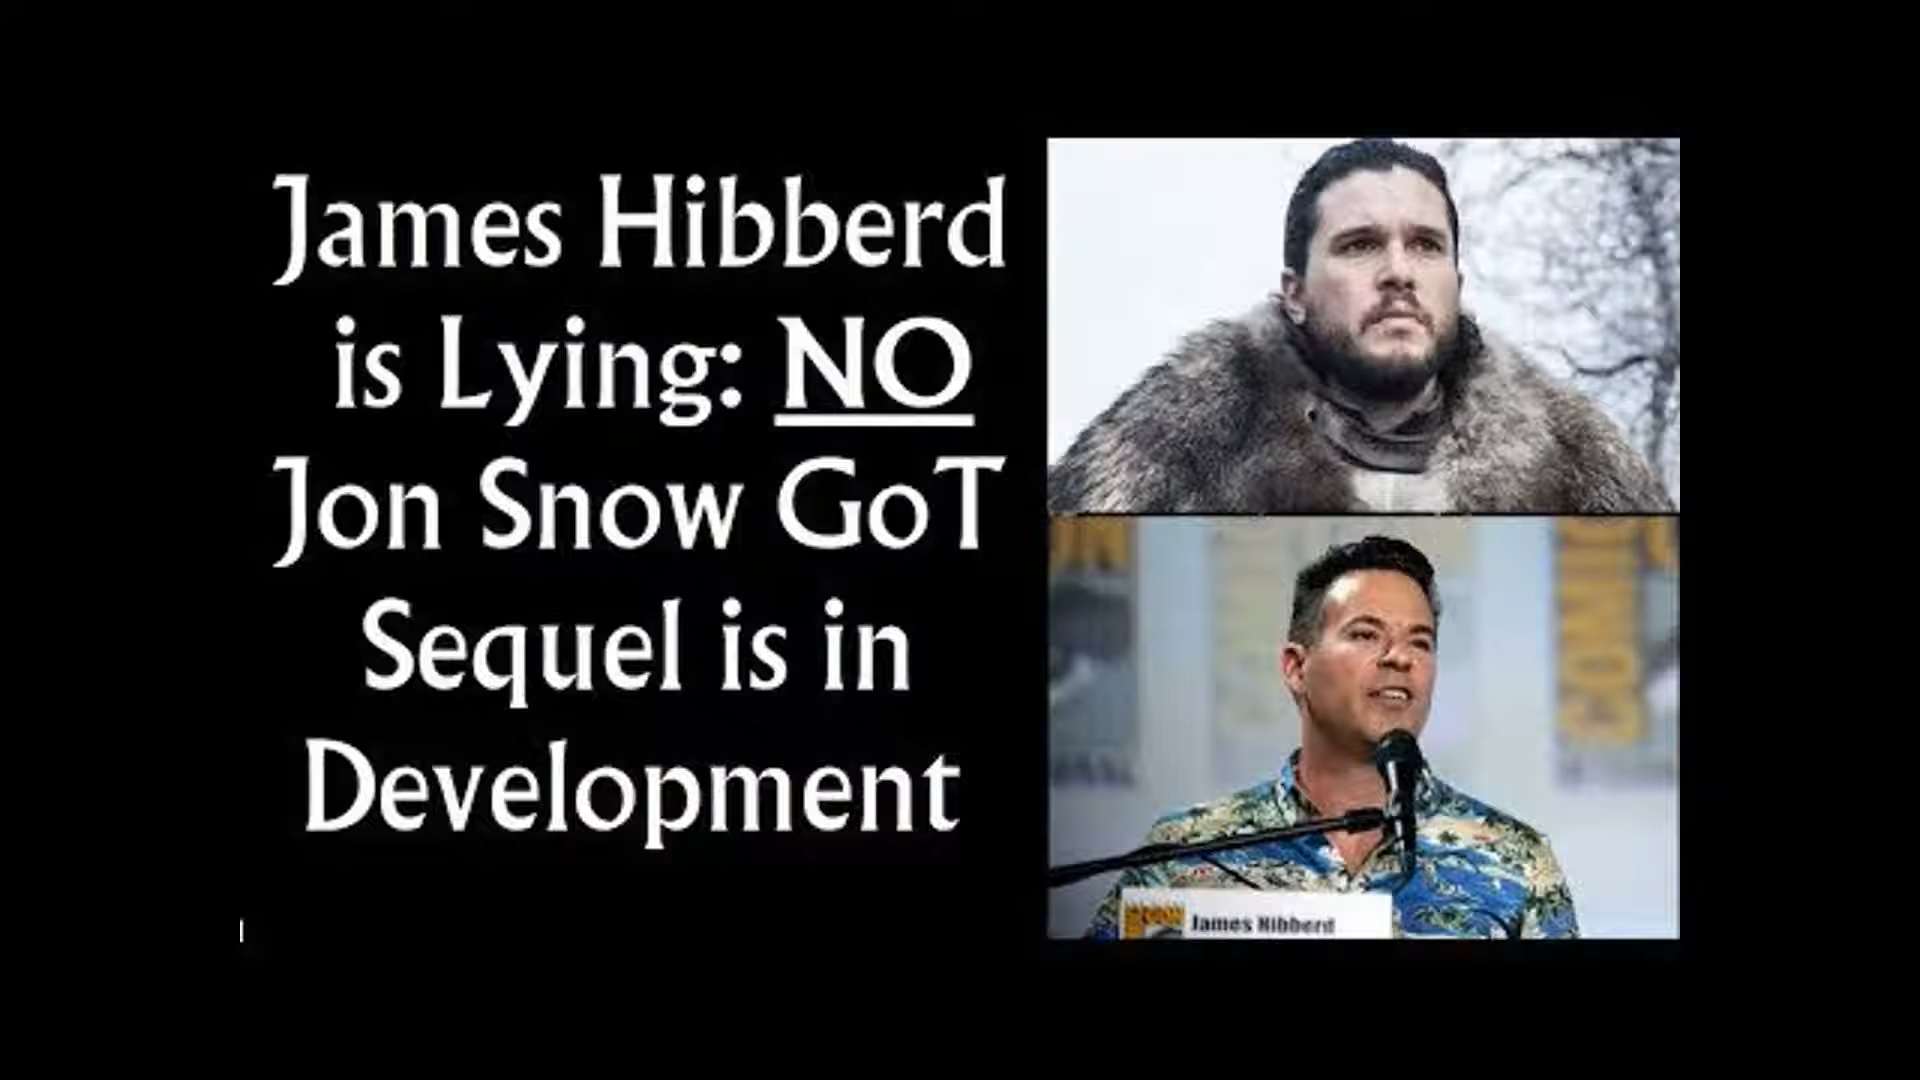 James Hibberd
is Lying: NO
Jon Snow GoT
Sequel is in
Development
James Hibberd